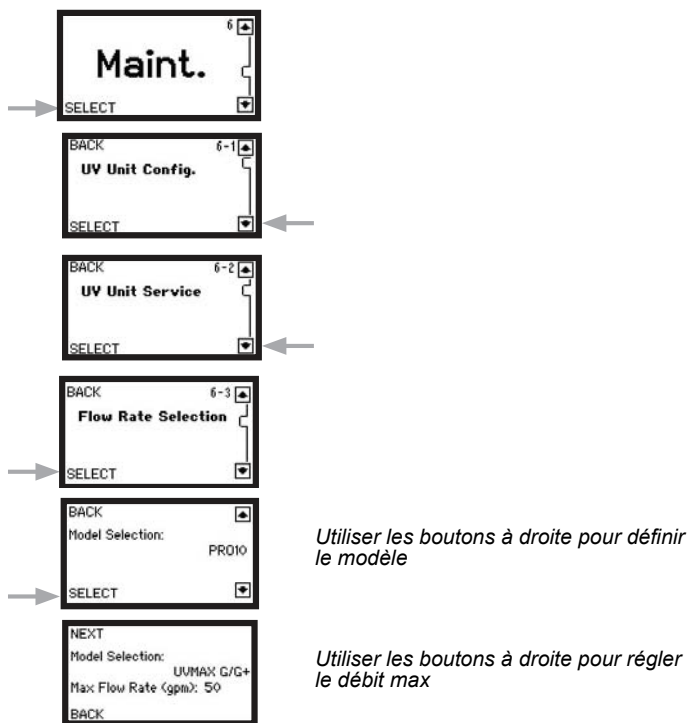 6
Maint.
SELECT
BACK 6-1
UV Unit Config.
SELECT
BACK 6-2
UV Unit Service
SELECT
BACK 6-3
Flow Rate Selection
SELECT
BACK
Model Selection:
PRO10
SELECT
Utiliser les boutons à droite pour définir
le modèle
NEXT
Model Selection:
UVMAX G/G+
Max Flow Rate (gpm): 50
BACK
Utiliser les boutons à droite pour régler
le débit max